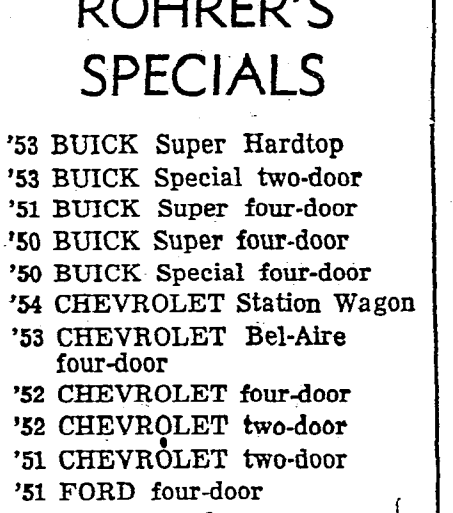 ROHRER'S
SPECIALS
'53 BUICK Super Hardtop
'53 BUICK Special two-door
'51 BUICK Super four-door
'50 BUICK Super four-door
'50 BUICK Special four-door
'54 CHEVROLET Station Wagon
'53 CHEVROLET Bel-Aire
four-door
'52 CHEVROLET four-door
'52 CHEVROLET two-door
'51 CHEVROLET two-door
'51 FORD four-door